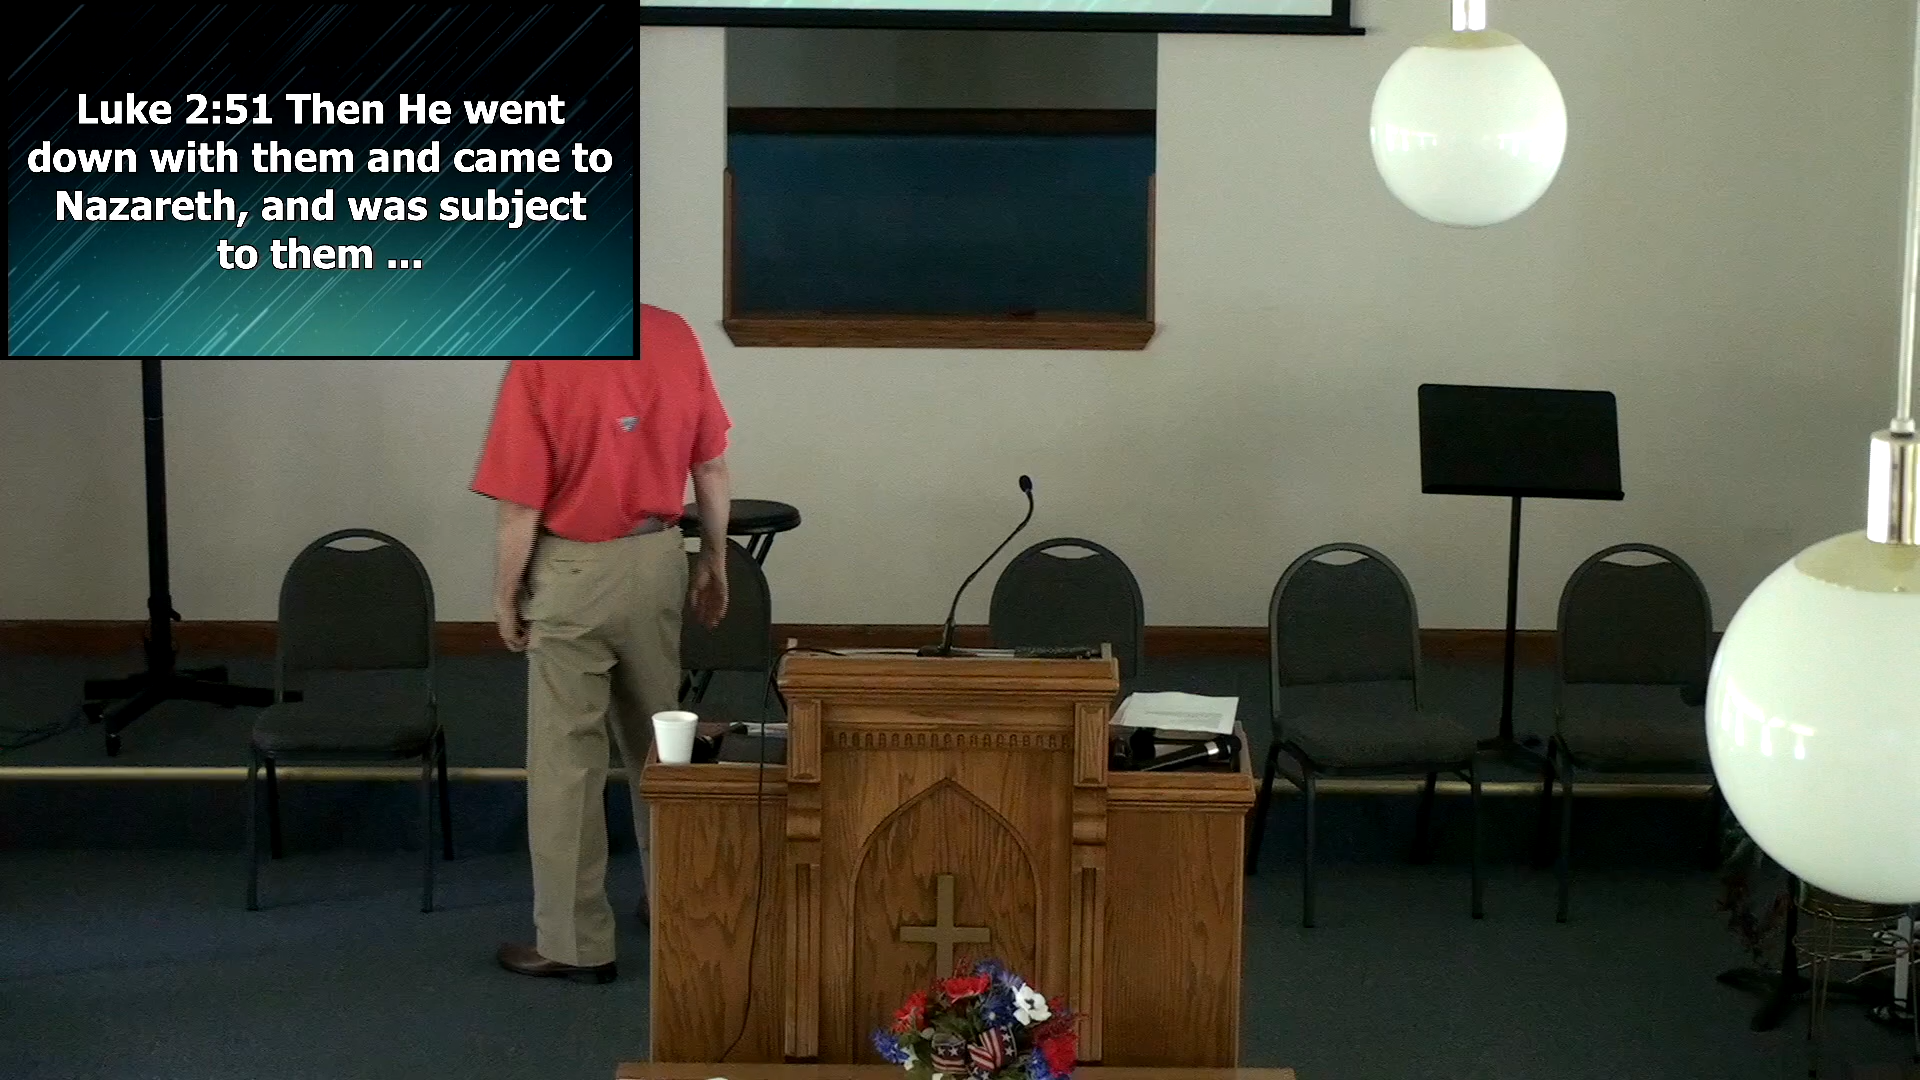 Luke 2:51 Then He went
down with them and came to
Nazareth, and was subject
to them ...